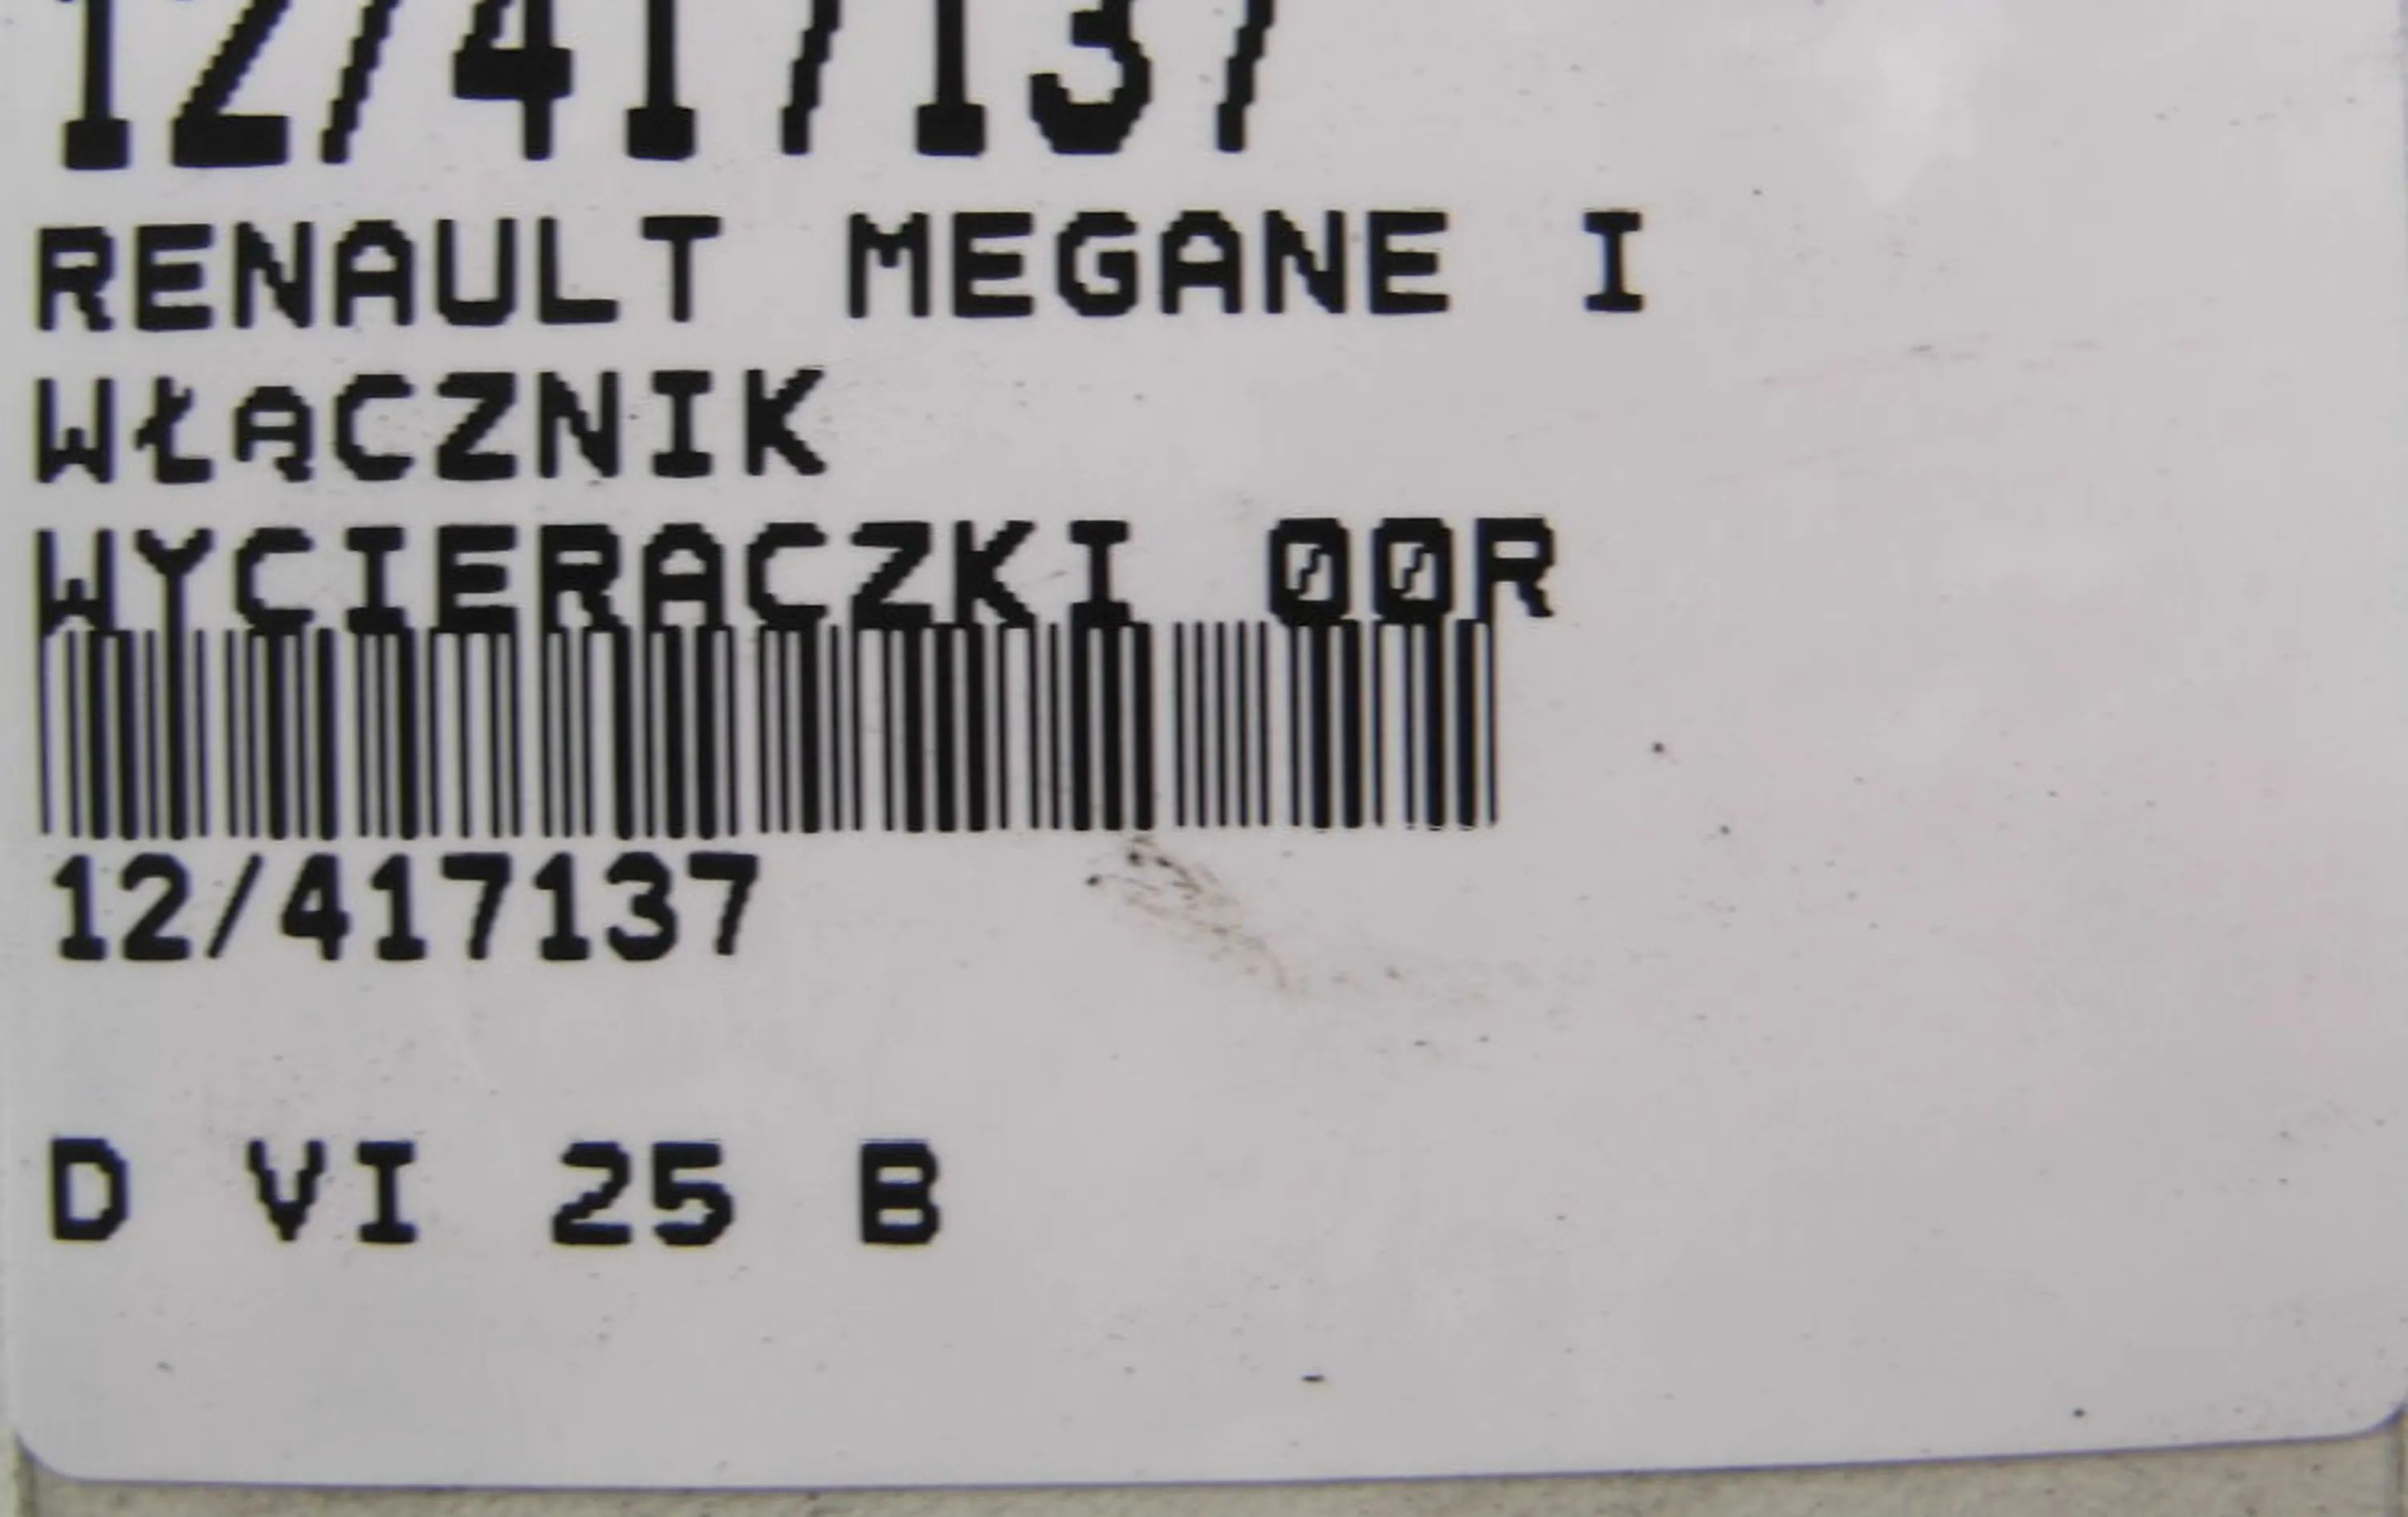 12/417137
RENAULT MEGANE I
WŁĄCZNIK
WYCIERACZKI 00R
12/417137
D VI 25 B